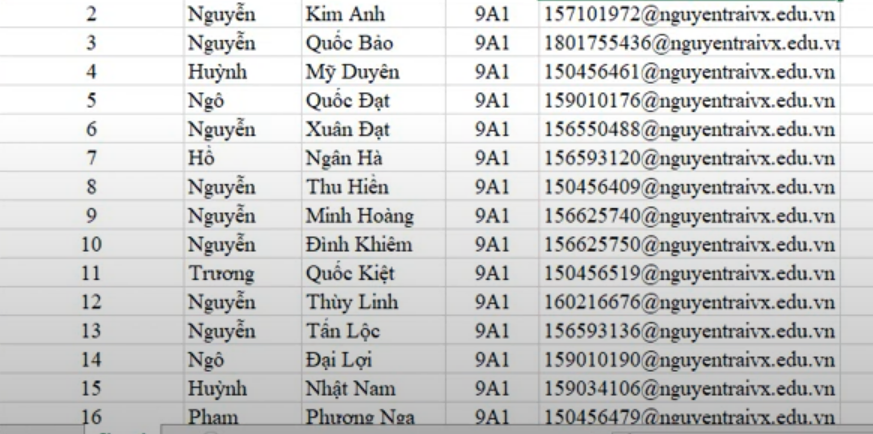 2 Nguyễn Kim Anh 9A1 157101972@nguyentraivx.edu.vn
3 Nguyễn Quốc Bảo 9A1 1801755436@nguyentraivx.edu.vn
4 Huỳnh Mỹ Duyên 9A1 150456461@nguyentraivx.edu.vn
5 Ngô Quốc Đạt 9A1 159010176@nguyentraivx.edu.vn
6 Nguyễn Xuân Đạt 9A1 156550488@nguyentraivx.edu.vn
7 Hồ Ngân Hà 9A1 156593120@nguyentraivx.edu.vn
8 Nguyễn Thu Hiền 9A1 150456409@nguyentraivx.edu.vn
9 Nguyễn Minh Hoàng 9A1 156625740@nguyentraivx.edu.vn
10 Nguyễn Đình Khiêm 9A1 156625750@nguyentraivx.edu.vn
11 Trương Quốc Kiệt 9A1 150456519@nguyentraivx.edu.vn
12 Nguyễn Thùy Linh 9A1 160216676@nguyentraivx.edu.vn
13 Nguyễn Tấn Lộc 9A1 156593136@nguyentraivx.edu.vn
14 Ngô Đại Lợi 9A1 159010190@nguyentraivx.edu.vn
15 Huỳnh Nhật Nam 9A1 159034106@nguyentraivx.edu.vn
16 Phạm Phương Nga 9A1 150456479@nguyentraivx.edu.vn